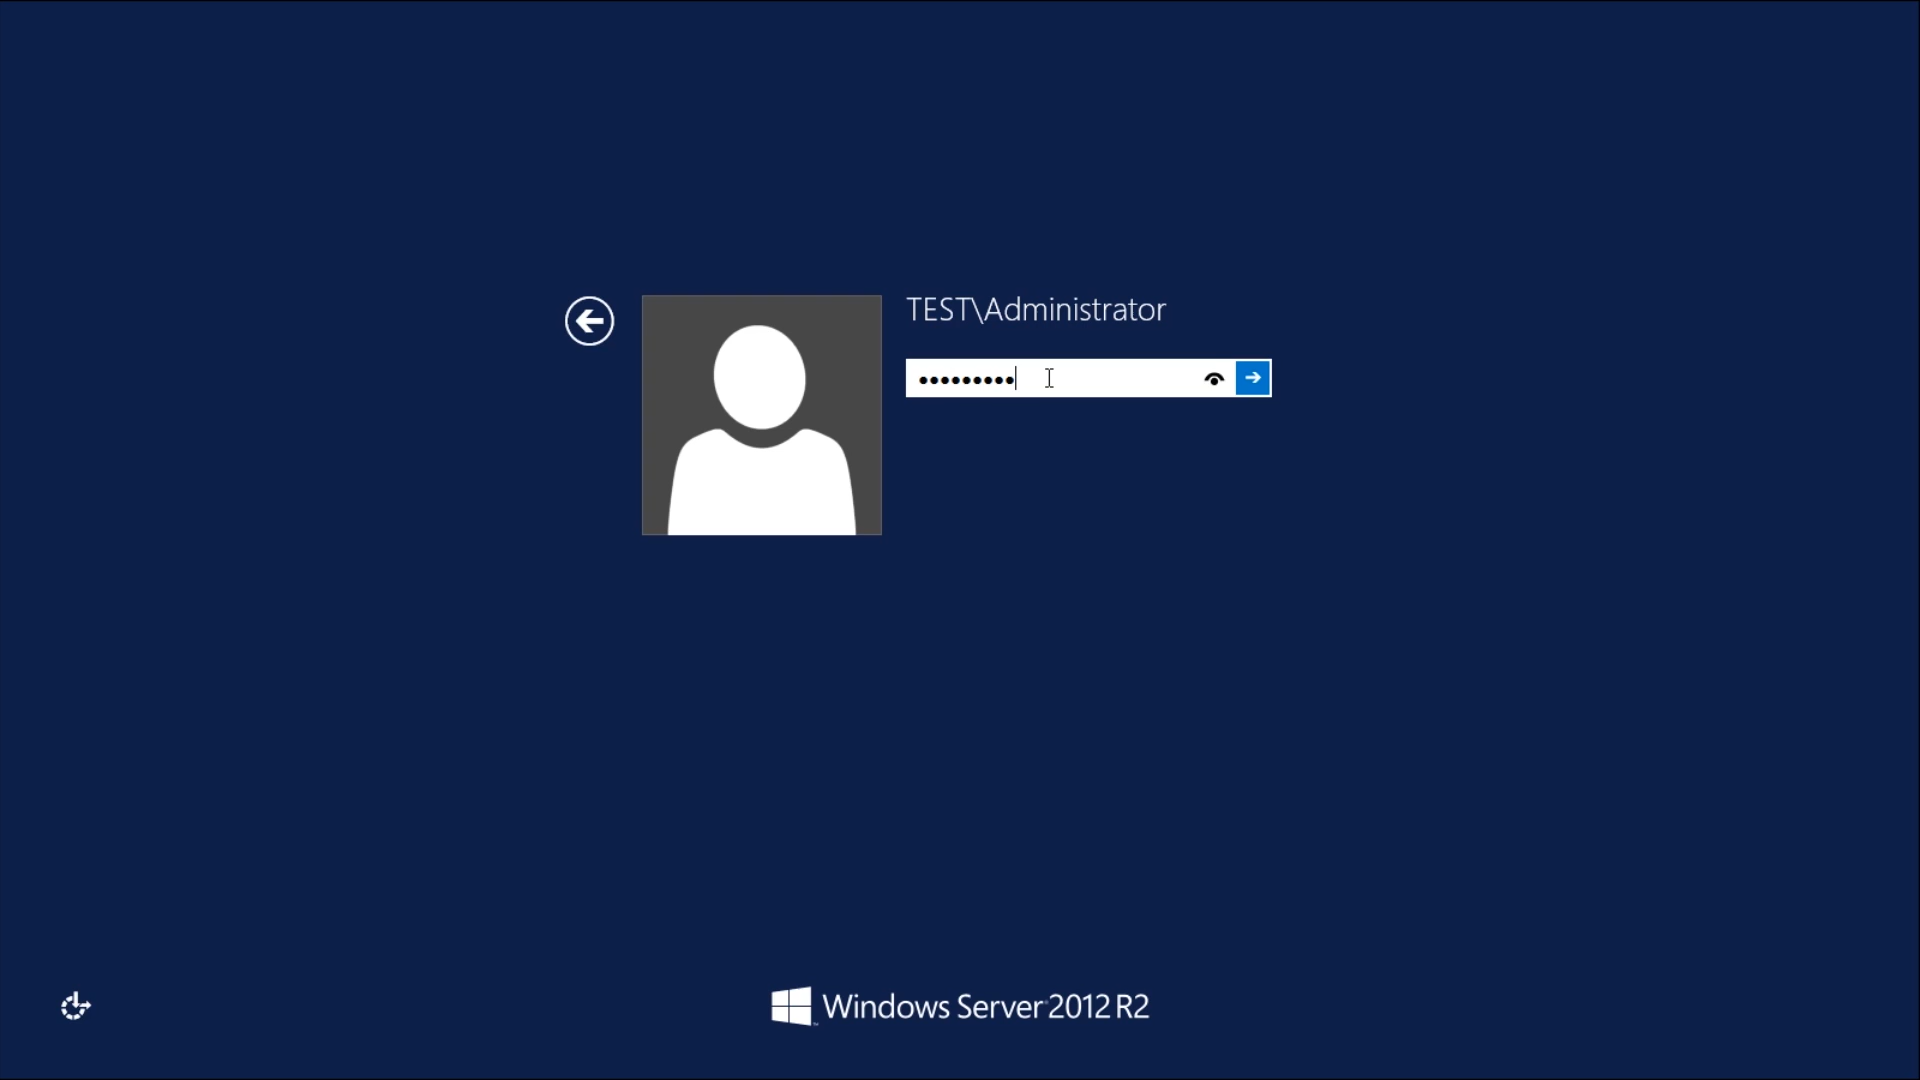 TEST\Administrator
•••••••••
Windows Server 2012 R2